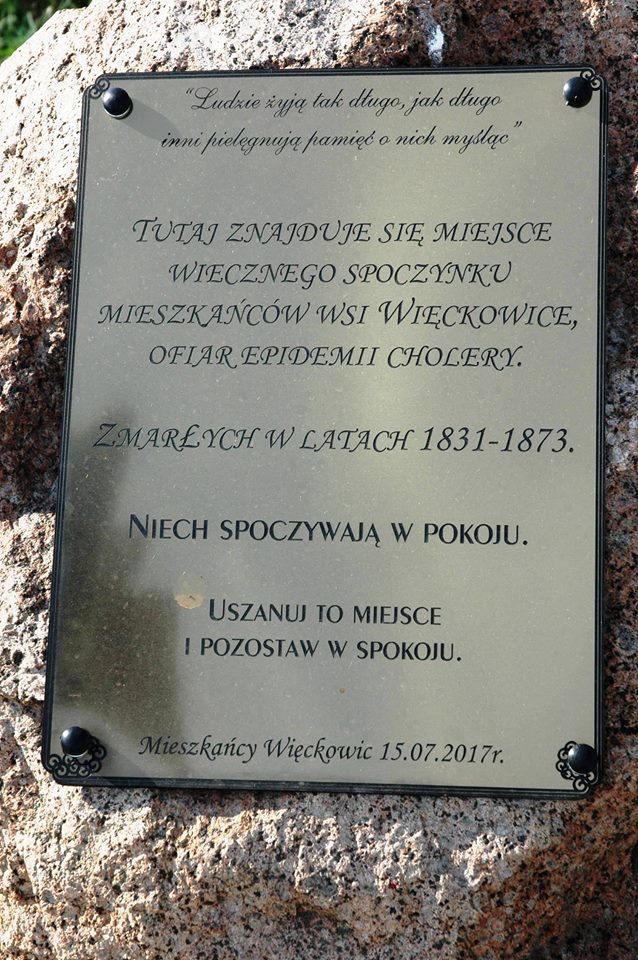 "Ludzie żyją tak długo, jak długo
inni pielęgnują pamięć o nich myśląc"
TUTAJ ZNAJDUJE SIĘ MIEJSCE
WIECZNEGO SPOCZYNKU
MIESZKAŃCÓW WSI WIĘCKOWICE,
OFIAR EPIDEMII CHOLERY.
ZMARŁYCH W LATACH 1831-1873.
NIECH SPOCZYWAJĄ W POKOJU.
USZANUJ TO MIEJSCE
I POZOSTAW W SPOKOJU.
Mieszkańcy Więckowic 15.07.2017r.